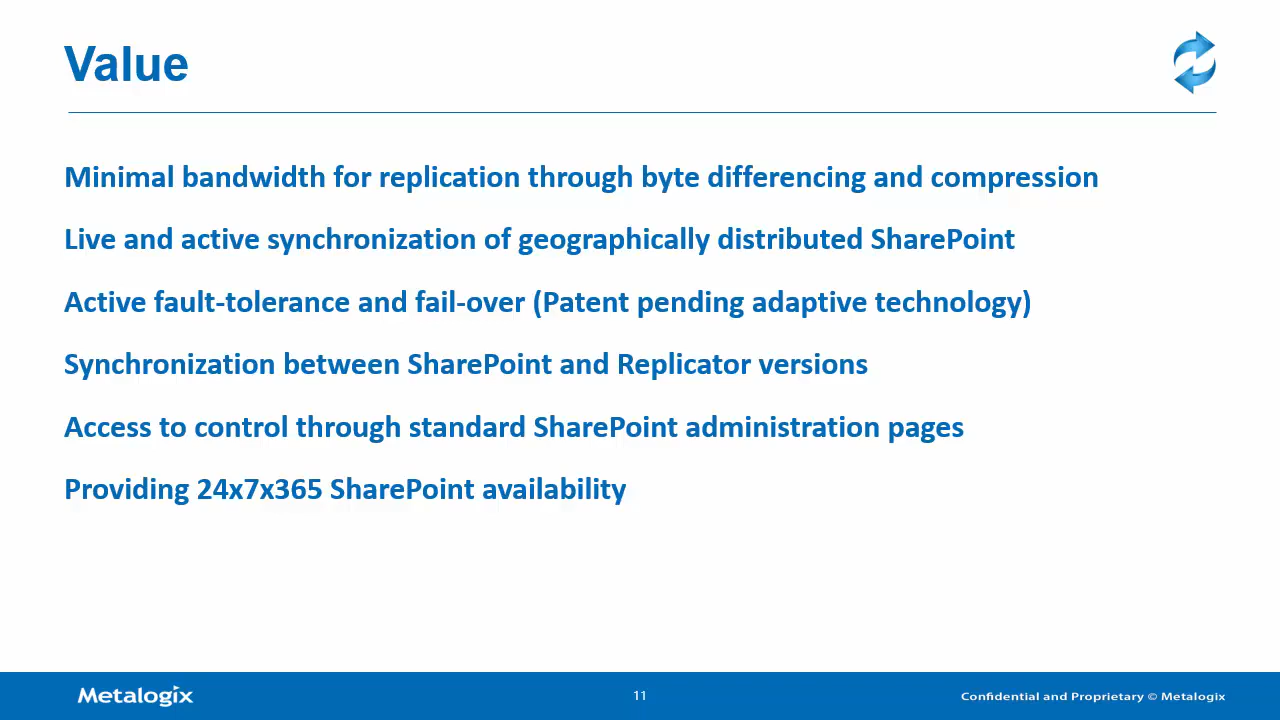 Value
Minimal bandwidth for replication through byte differencing and compression
Live and active synchronization of geographically distributed SharePoint
Active fault-tolerance and fail-over (Patent pending adaptive technology)
Synchronization between SharePoint and Replicator versions
Access to control through standard SharePoint administration pages
Providing 24x7x365 SharePoint availability
Metalogix
11
Confidential and Proprietary © Metalogix